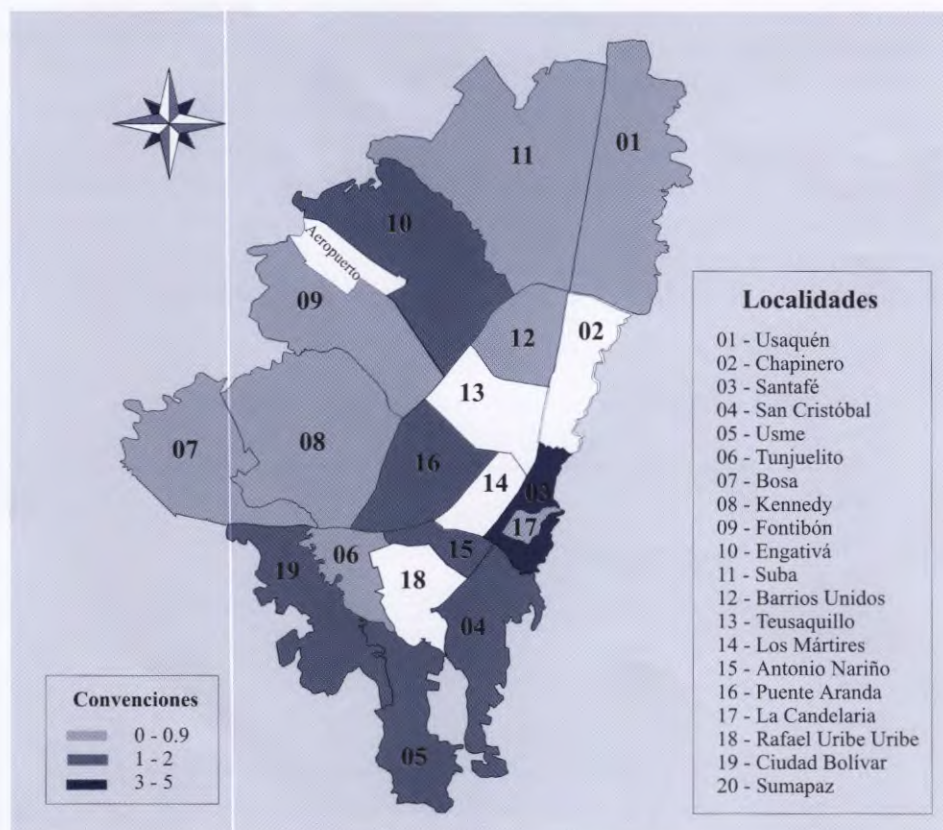 11
01
10
Aeropuerto
09
12
02
13
07
08
16
14
03
17
06
15
19
18
04
05
Localidades
01 - Usaquén
02 - Chapinero
03 - Santafé
04 - San Cristóbal
05 - Usme
06 - Tunjuelito
07 - Bosa
08 - Kennedy
09 - Fontibón
10 - Engativá
11 - Suba
12 - Barrios Unidos
13 - Teusaquillo
14 - Los Mártires
15 - Antonio Nariño
16 - Puente Aranda
17 - La Candelaria
18 - Rafael Uribe Uribe
19 - Ciudad Bolívar
20 - Sumapaz
Convenciones
0 - 0.9
1 - 2
3 - 5